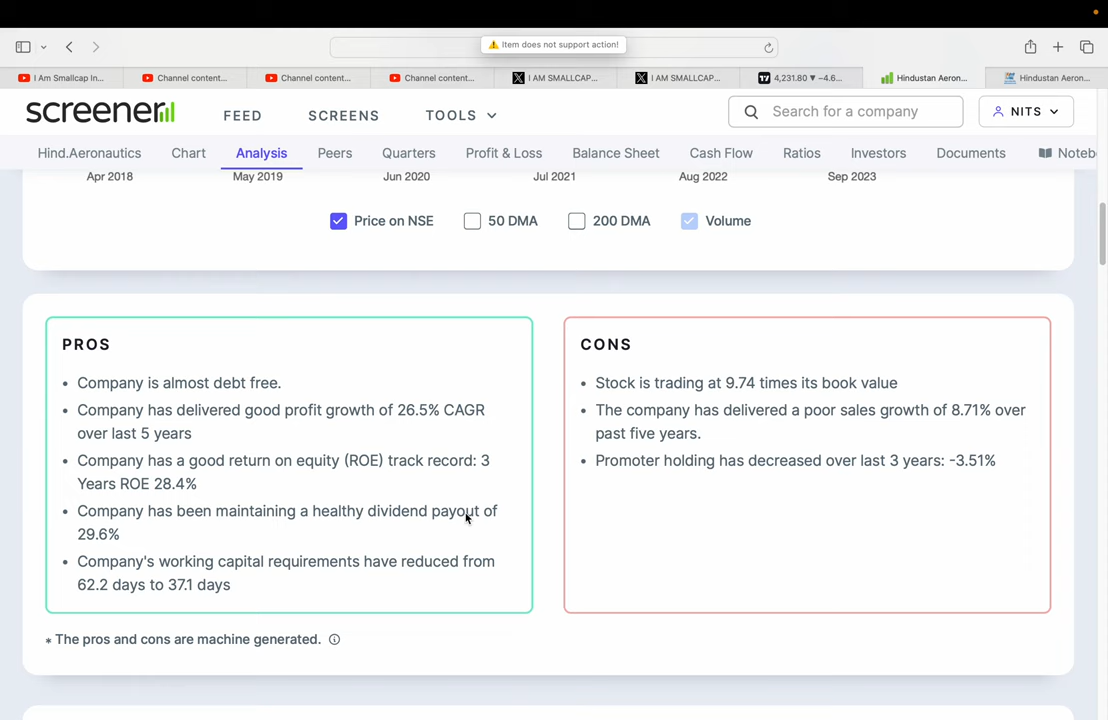 Item does not support action!
I Am Smallcap In...
Channel content...
Channel content...
Channel content...
I AM SMALLCAP...
I AM SMALLCAP...
4,231.80 ▼ −4.6...
Hindustan Aeron...
Hindustan Aeron...
screener
FEED
SCREENS
TOOLS
Search for a company
NITS
Hind.Aeronautics
Chart
Analysis
Peers
Quarters
Profit & Loss
Balance Sheet
Cash Flow
Ratios
Investors
Documents
Noteb
Apr 2018
May 2019
Jun 2020
Jul 2021
Aug 2022
Sep 2023
Price on NSE
50 DMA
200 DMA
Volume
PROS
• Company is almost debt free.
• Company has delivered good profit growth of 26.5% CAGR
over last 5 years
• Company has a good return on equity (ROE) track record: 3
Years ROE 28.4%
• Company has been maintaining a healthy dividend payout of
29.6%
• Company's working capital requirements have reduced from
62.2 days to 37.1 days
CONS
• Stock is trading at 9.74 times its book value
• The company has delivered a poor sales growth of 8.71% over
past five years.
• Promoter holding has decreased over last 3 years: -3.51%
* The pros and cons are machine generated.